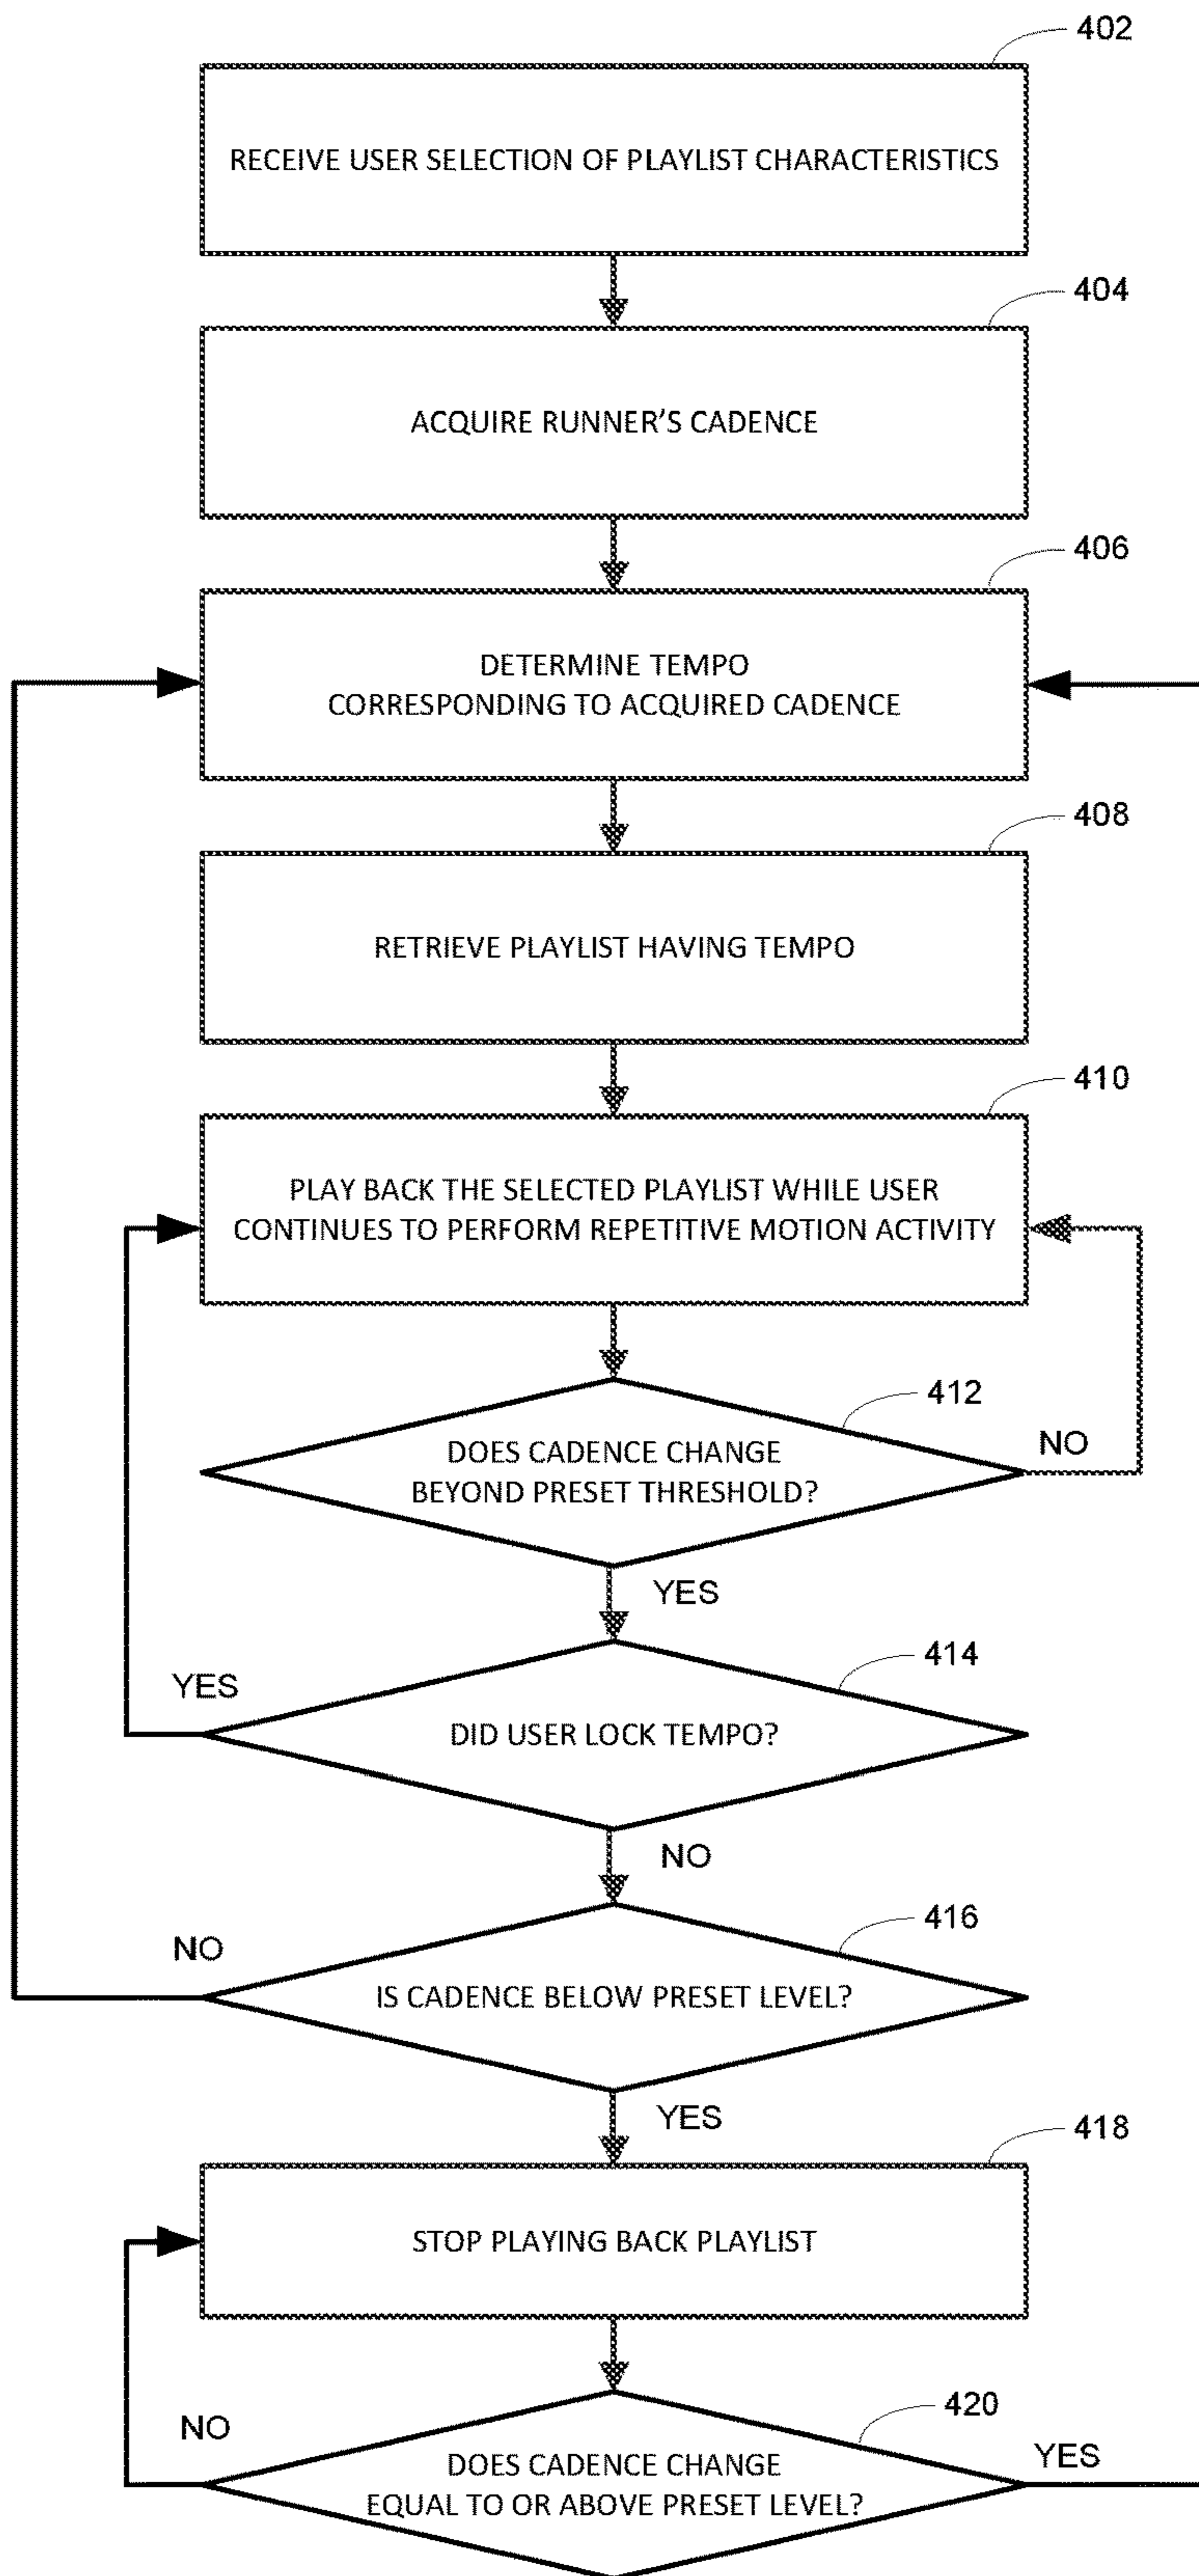 402
RECEIVE USER SELECTION OF PLAYLIST CHARACTERISTICS
404
ACQUIRE RUNNER'S CADENCE
406
DETERMINE TEMPO
CORRESPONDING TO ACQUIRED CADENCE
408
RETRIEVE PLAYLIST HAVING TEMPO
410
PLAY BACK THE SELECTED PLAYLIST WHILE USER
CONTINUES TO PERFORM REPETITIVE MOTION ACTIVITY
412
DOES CADENCE CHANGE
BEYOND PRESET THRESHOLD?
NO
YES
414
YES
DID USER LOCK TEMPO?
NO
416
NO
IS CADENCE BELOW PRESET LEVEL?
YES
418
STOP PLAYING BACK PLAYLIST
420
NO
DOES CADENCE CHANGE
EQUAL TO OR ABOVE PRESET LEVEL?
YES